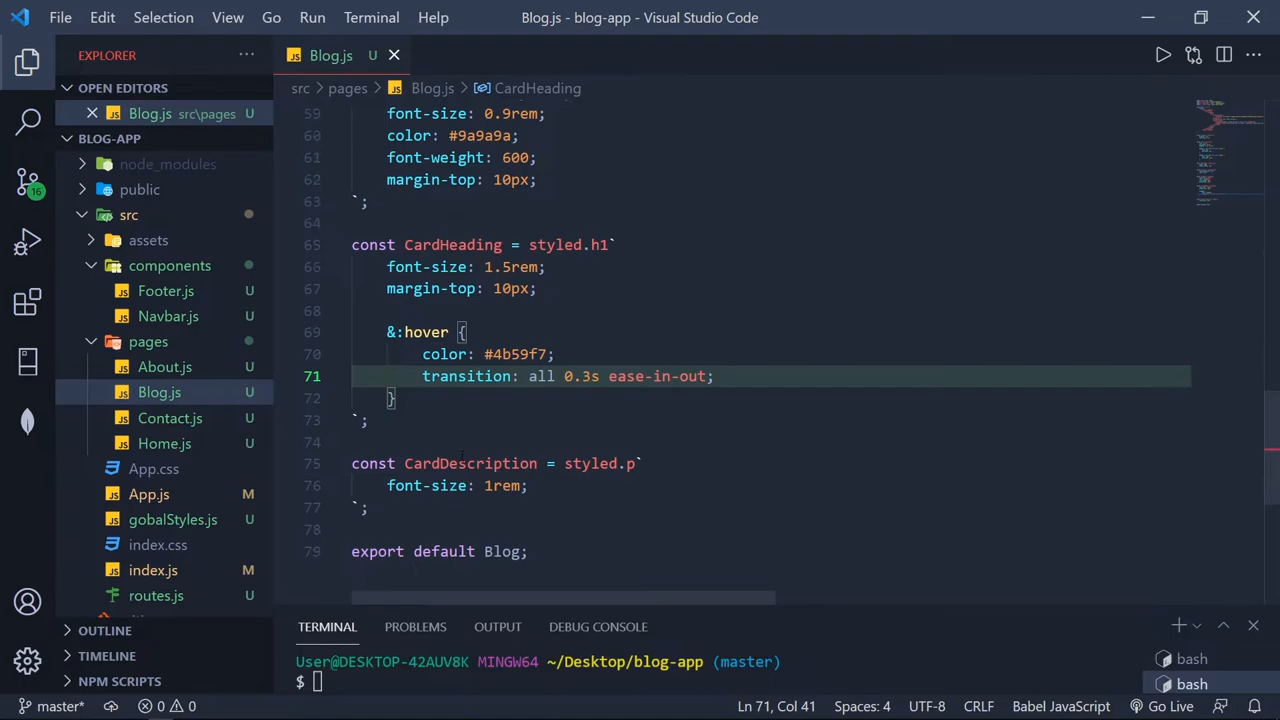 File Edit Selection View Go Run Terminal Help Blog.js - blog-app - Visual Studio Code
EXPLORER
OPEN EDITORS
Blog.js src\pages U
BLOG-APP
node_modules
public
src
assets
components
Footer.js U
Navbar.js U
pages
About.js U
Blog.js U
Contact.js U
Home.js U
App.css
App.js M
gobalStyles.js U
index.css
index.js M
routes.js U
OUTLINE
TIMELINE
NPM SCRIPTS
16
JS Blog.js U
src > pages > JS Blog.js > CardHeading
59 font-size: 0.9rem;
60 color: #9a9a9a;
61 font-weight: 600;
62 margin-top: 10px;
63 `;
64
65 const CardHeading = styled.h1`
66 font-size: 1.5rem;
67 margin-top: 10px;
68
69 &:hover {
70 color: #4b59f7;
71 transition: all 0.3s ease-in-out;
72 }
73 `;
74
75 const CardDescription = styled.p`
76 font-size: 1rem;
77 `;
78
79 export default Blog;
TERMINAL PROBLEMS OUTPUT DEBUG CONSOLE
User@DESKTOP-42AUV8K MINGW64 ~/Desktop/blog-app (master)
$
bash
bash
master* 0 0 Ln 71, Col 41 Spaces: 4 UTF-8 CRLF Babel JavaScript Go Live